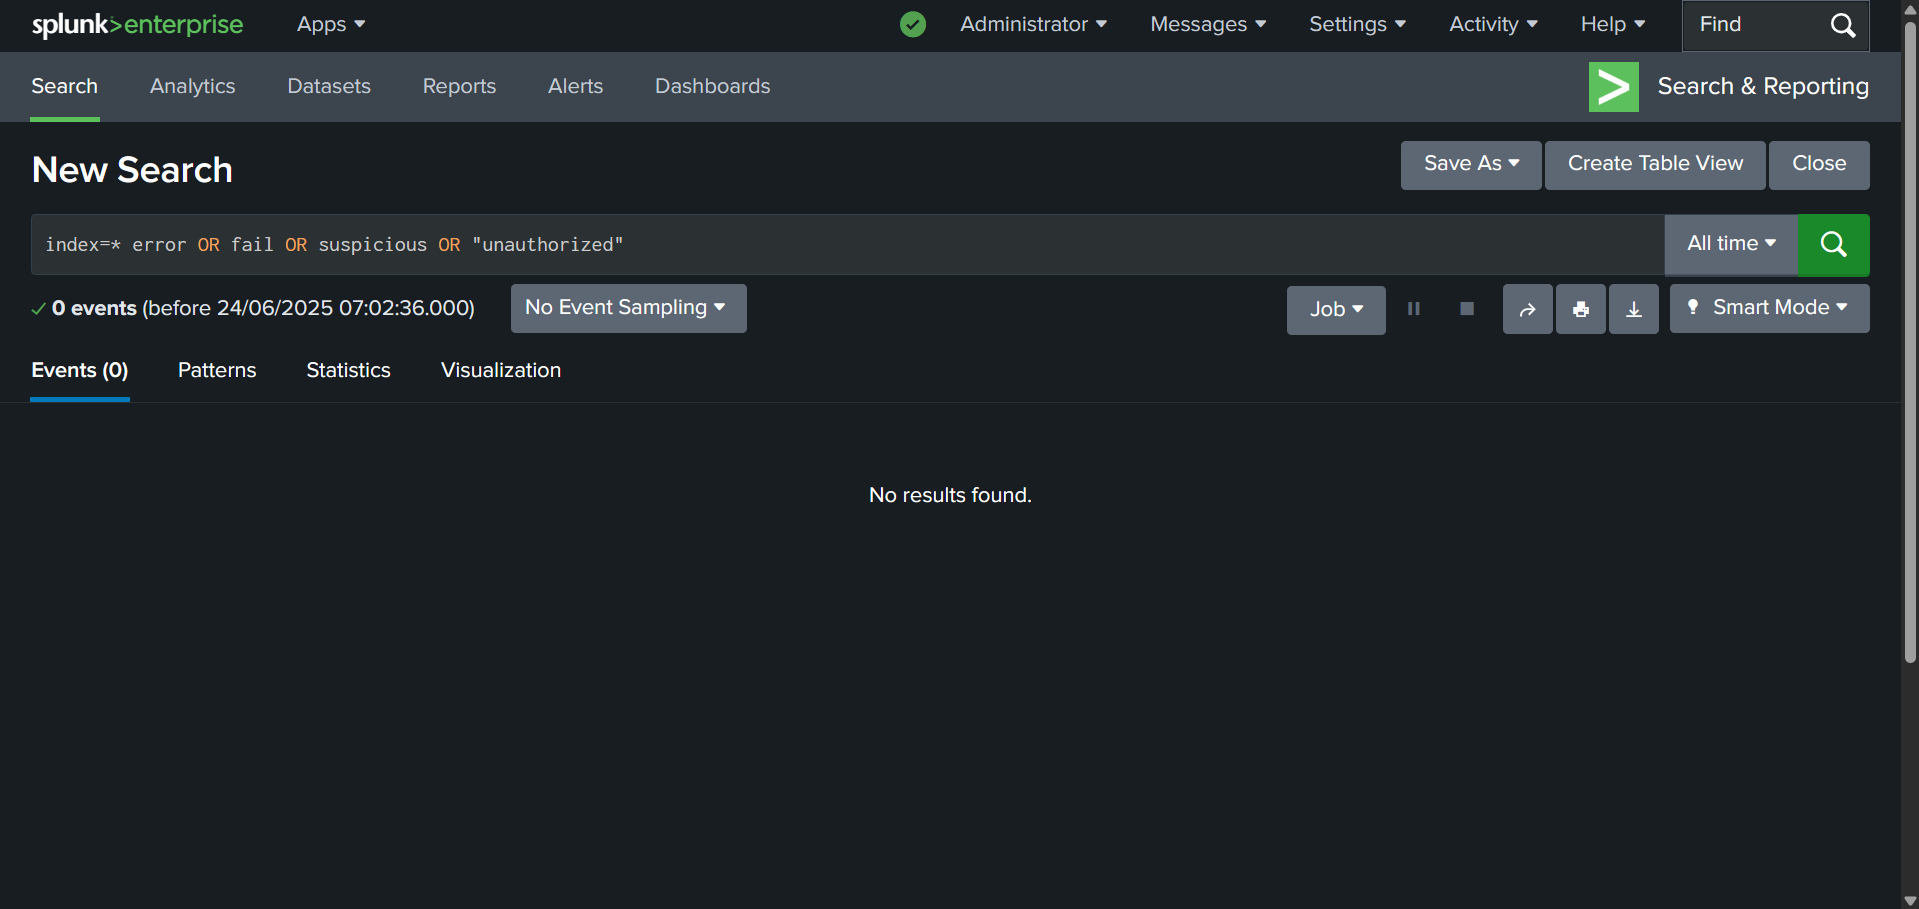 splunk>enterprise Apps Administrator Messages Settings Activity Help Find
Search Analytics Datasets Reports Alerts Dashboards Search & Reporting
New Search Save As Create Table View Close
index=* error OR fail OR suspicious OR "unauthorized" All time
0 events (before 24/06/2025 07:02:36.000) No Event Sampling Job Smart Mode
Events (0) Patterns Statistics Visualization
No results found.